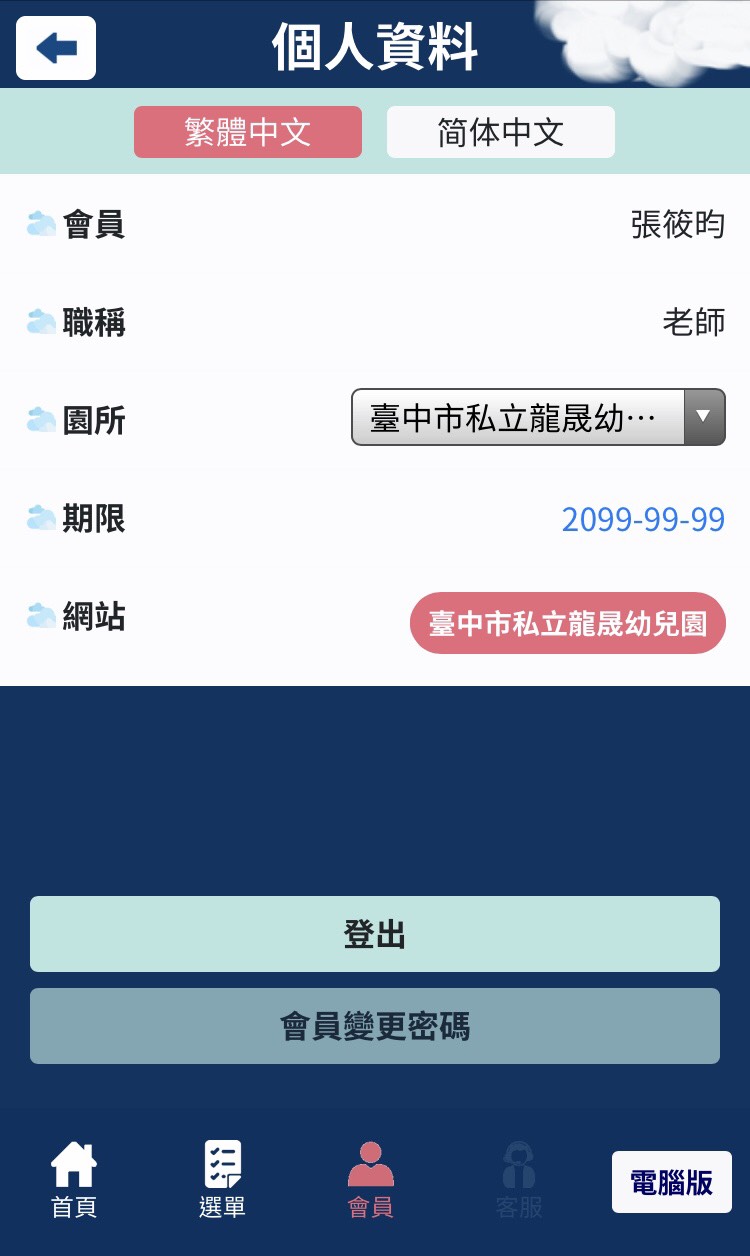 個人資料
繁體中文
简体中文
會員
張筱昀
職稱
老師
園所
臺中市私立龍晟幼…
期限
2099-99-99
網站
臺中市私立龍晟幼兒園
登出
會員變更密碼
首頁
選單
會員
客服
電腦版